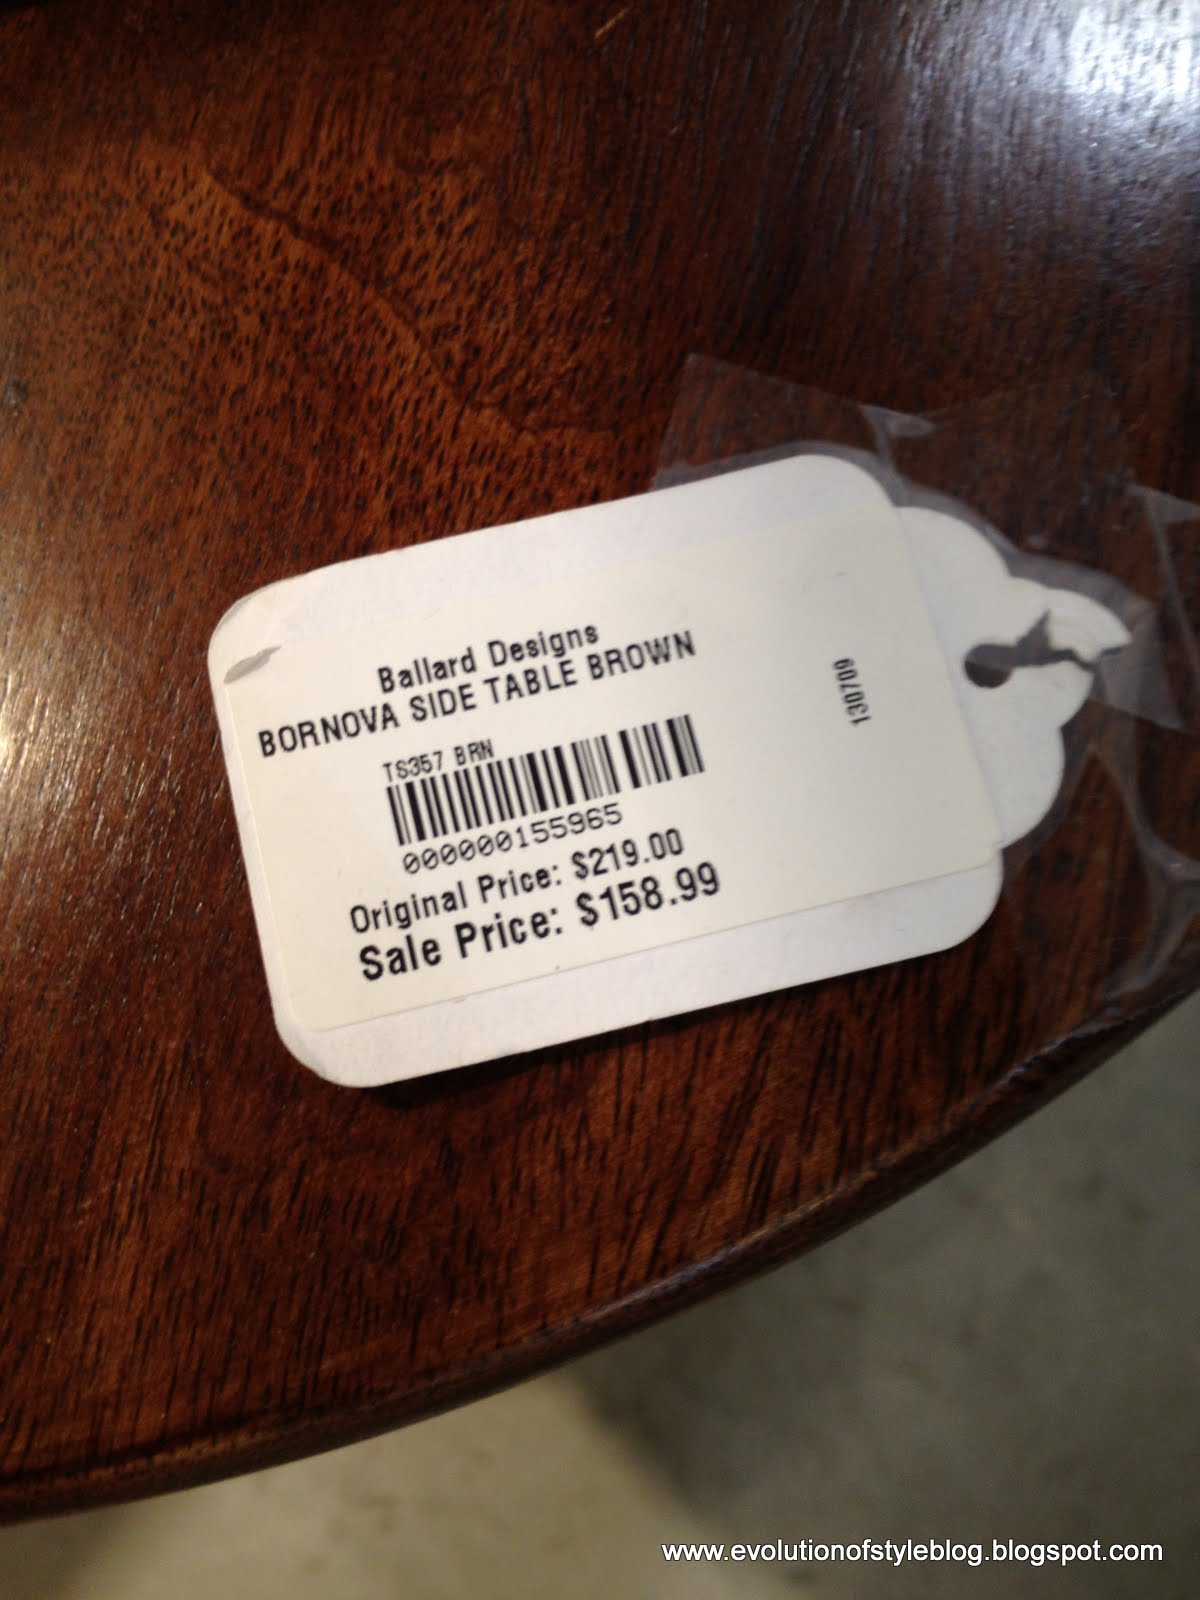 Ballard Designs
BORNOVA SIDE TABLE BROWN
TS357 BRN
000000155965
Original Price: $219.00
Sale Price: $158.99
130709
www.evolutionofstyleblog.blogspot.com